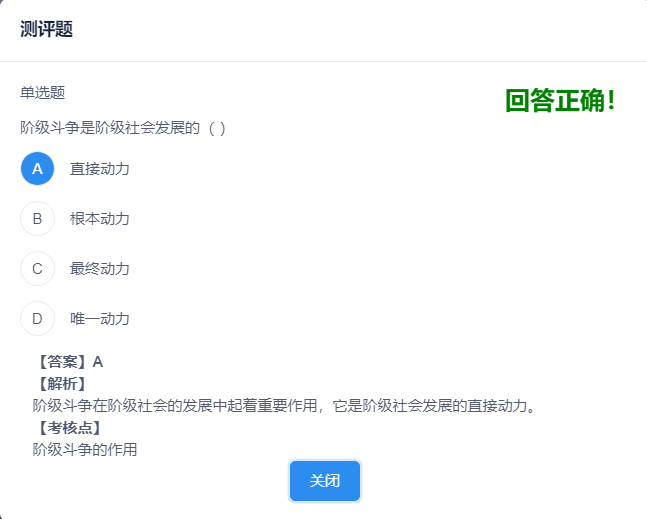 测评题
单选题
回答正确！
阶级斗争是阶级社会发展的（ ）
A 直接动力
B 根本动力
C 最终动力
D 唯一动力
【答案】A
【解析】
阶级斗争在阶级社会的发展中起着重要作用，它是阶级社会发展的直接动力。
【考核点】
阶级斗争的作用
关闭